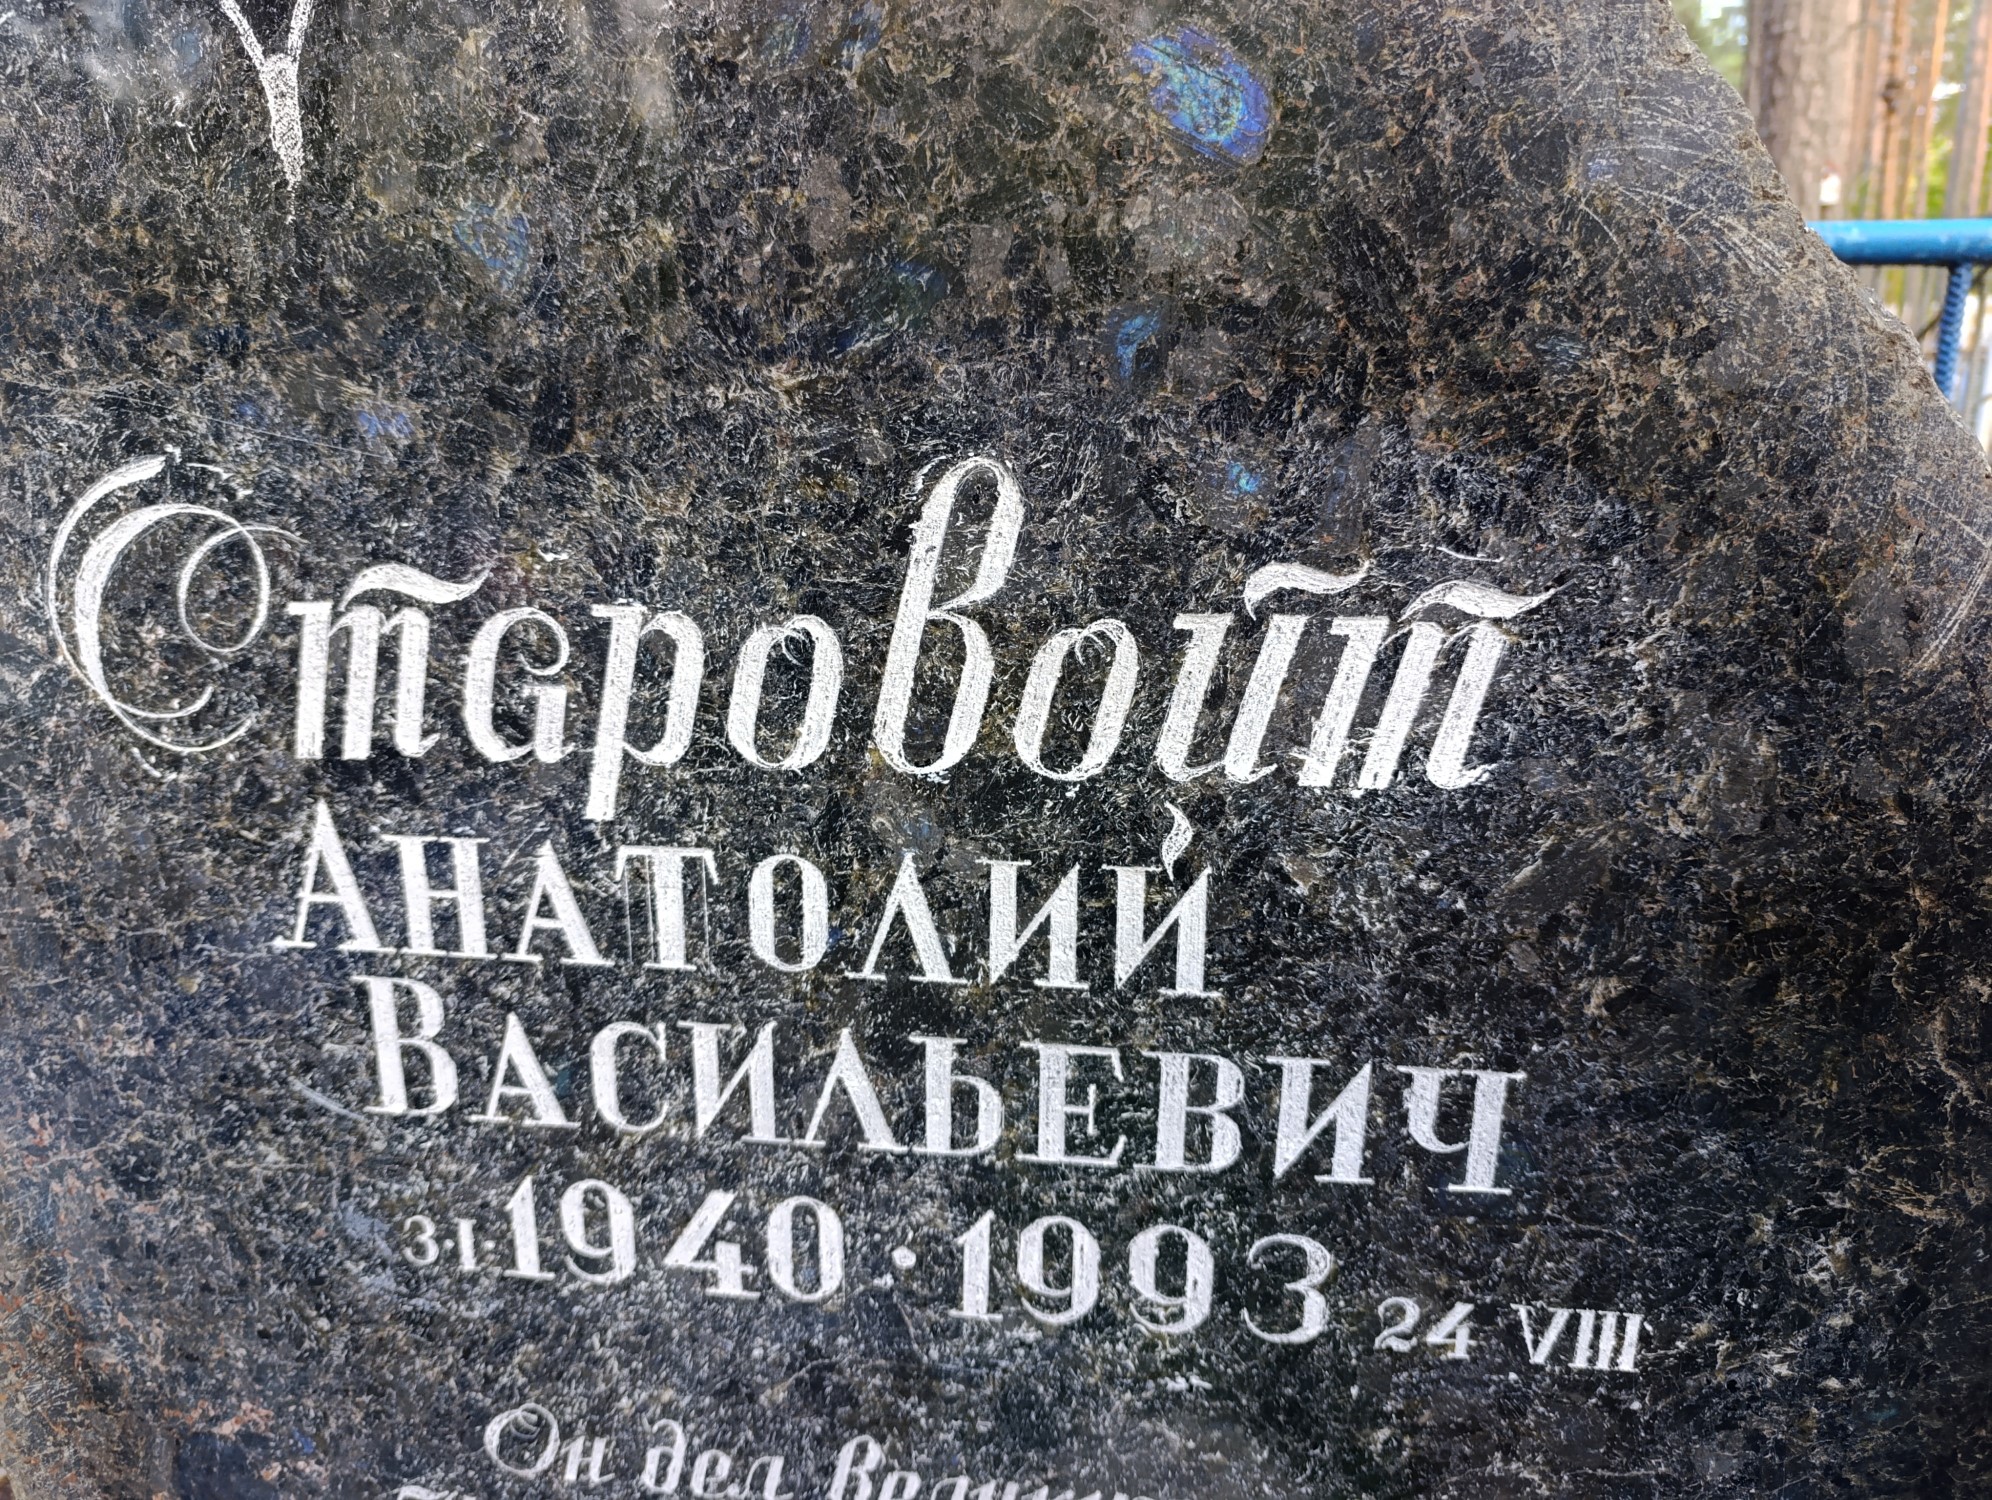 Старовойт
АНАТОЛИЙ
ВАСИЛЬЕВИЧ
3·I·1940 · 1993 24 VIII
Он дел